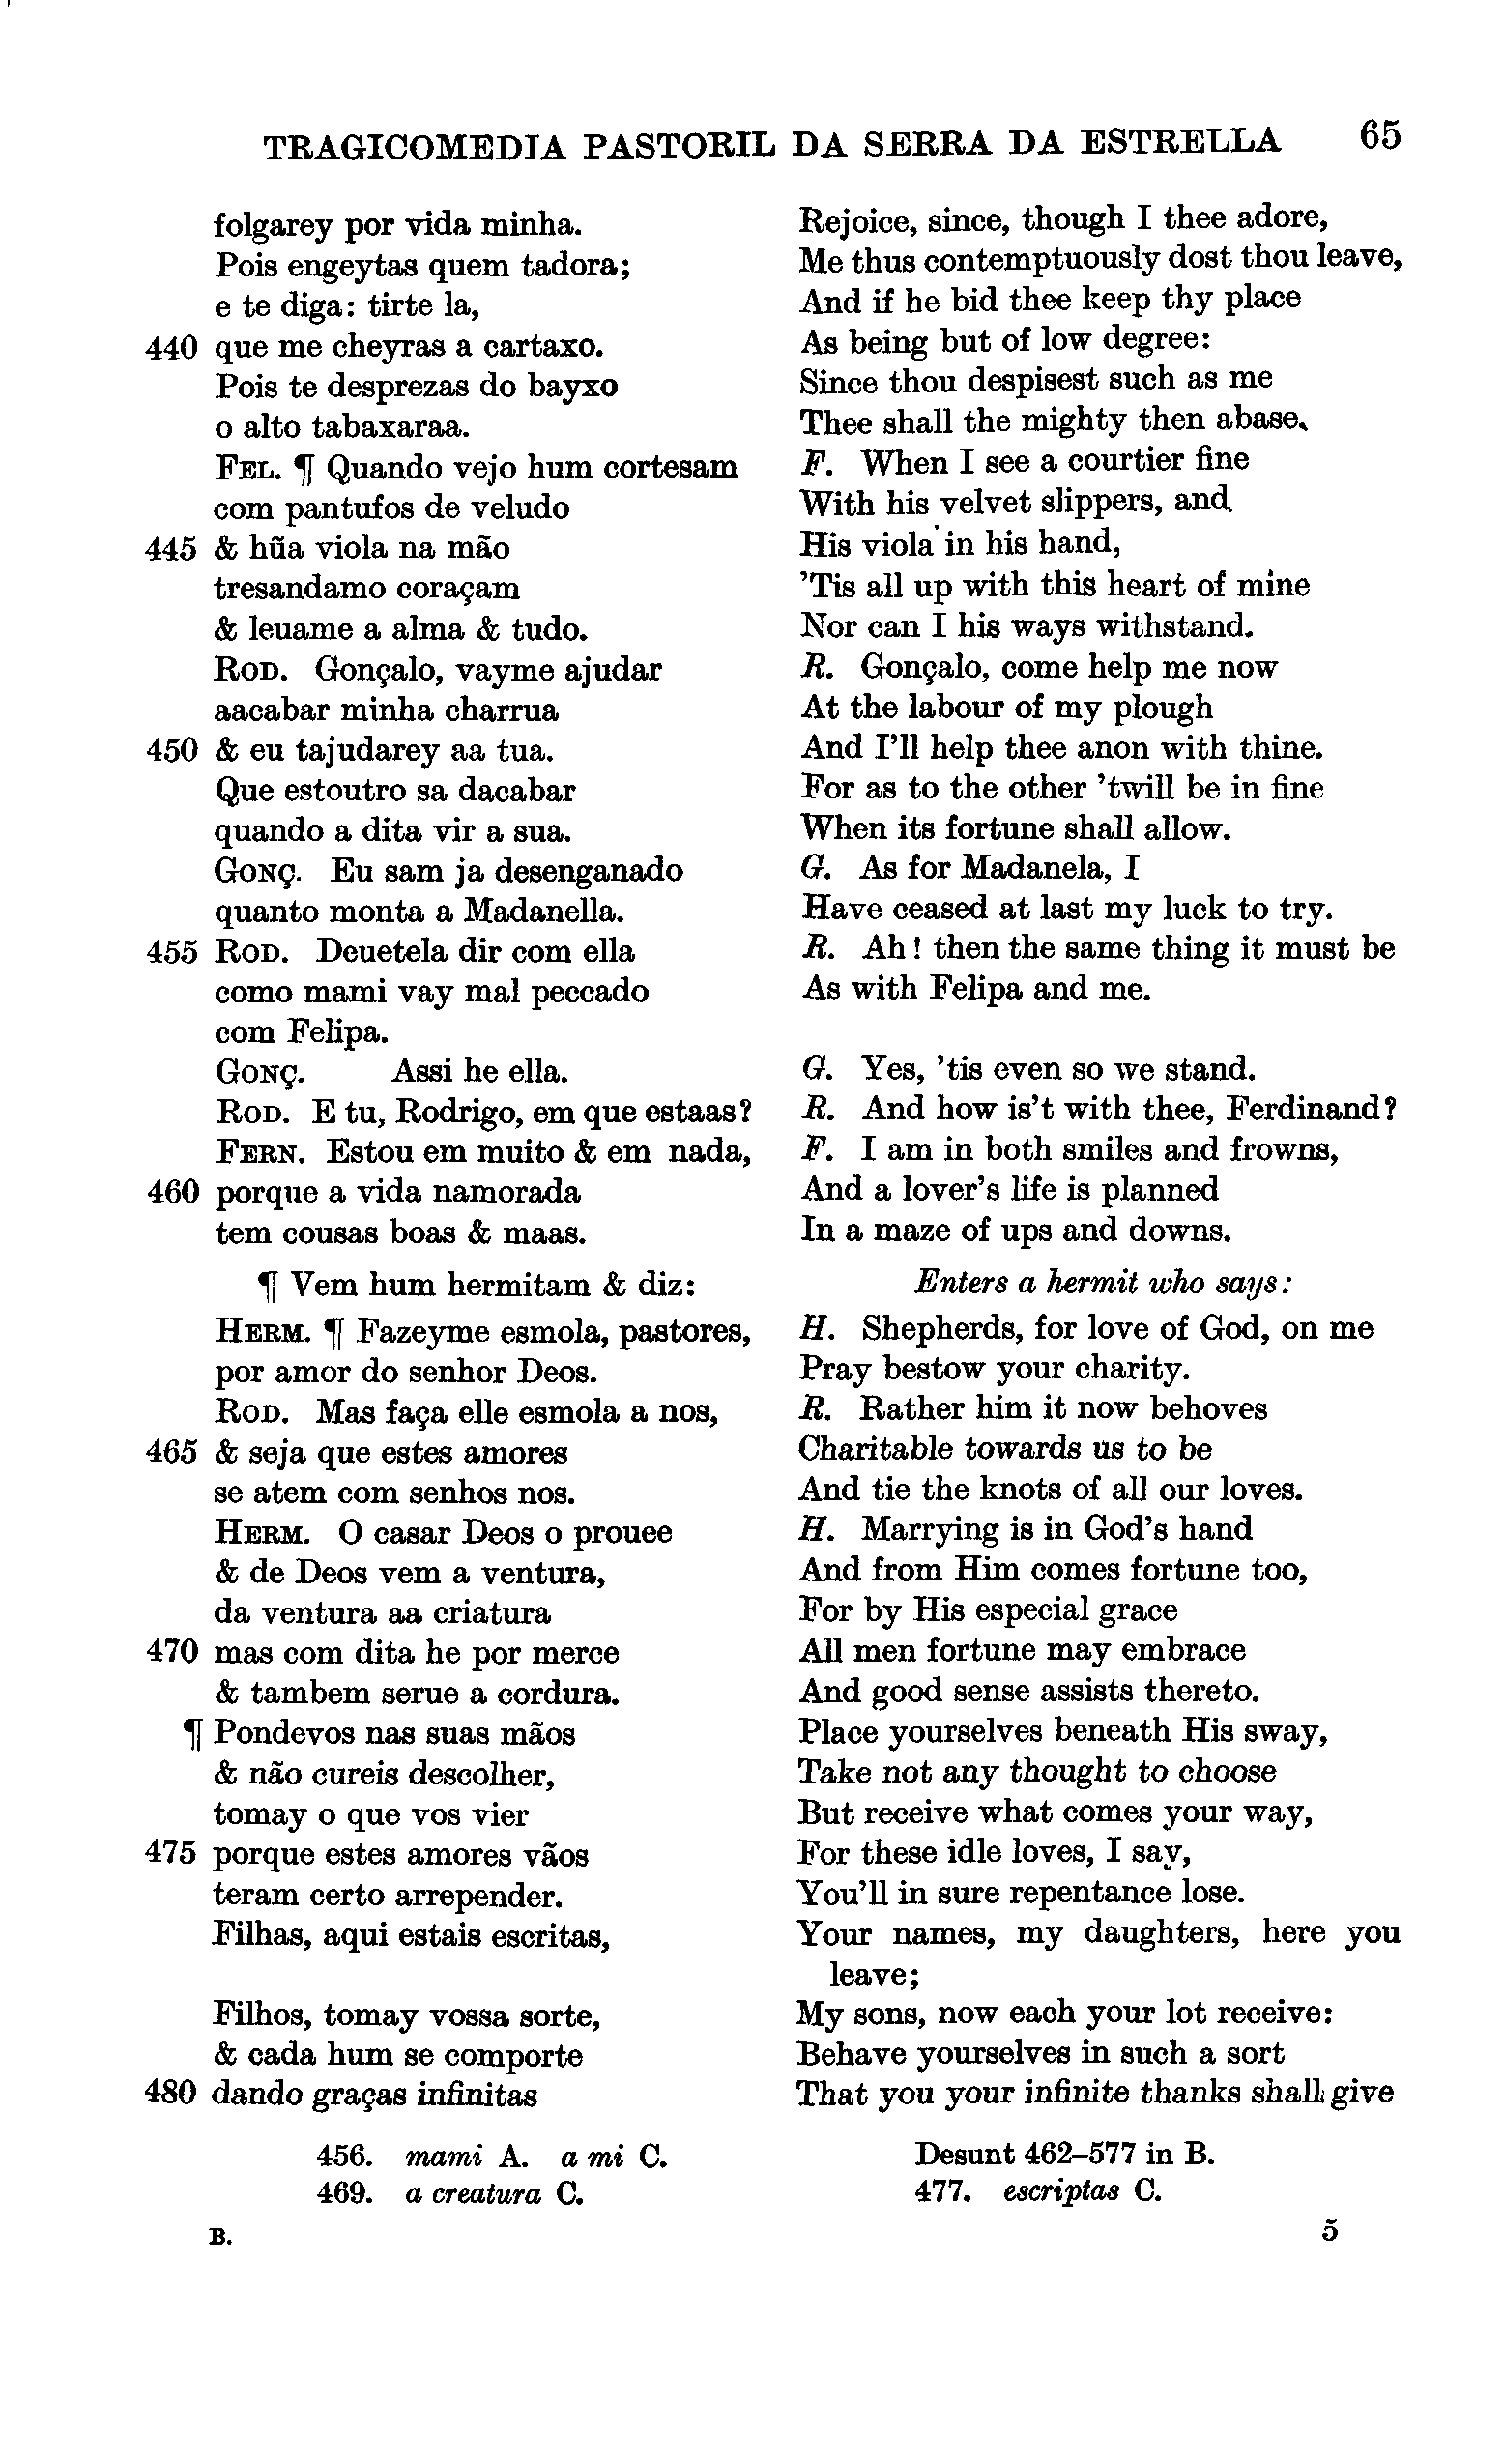 TRAGICOMEDIA PASTORIL DA SERRA DA ESTRELLA 65
folgarey por vida minha.
Pois engeytas quem tadora;
e te diga: tirte la,
440 que me cheyras a cartaxo.
Pois te desprezas do bayxo
o alto tabaxaraa.
FEL. ¶ Quando vejo hum cortesam
com pantufos de veludo
445 & hũa viola na mão
tresandamo coraçam
& leuame a alma & tudo.
ROD. Gonçalo, vayme ajudar
aacabar minha charrua
450 & eu tajudarey aa tua.
Que estoutro sa dacabar
quando a dita vir a sua.
GONÇ. Eu sam ja desenganado
quanto monta a Madanella.
455 ROD. Deuetela dir com ella
como mami vay mal peccado
com Felipa.
GONÇ. Assi he ella.
ROD. E tu, Rodrigo, em que estaas?
FERN. Estou em muito & em nada,
460 porque a vida namorada
tem cousas boas & maas.
¶ Vem hum hermitam & diz:
HERM. ¶ Fazeyme esmola, pastores,
por amor do senhor Deos.
ROD. Mas faça elle esmola a nos,
465 & seja que estes amores
se atem com senhos nos.
HERM. O casar Deos o prouee
& de Deos vem a ventura,
da ventura aa criatura
470 mas com dita he por merce
& tambem serue a cordura.
¶ Pondevos nas suas mãos
& não cureis descolher,
tomay o que vos vier
475 porque estes amores vãos
teram certo arrepender.
Filhas, aqui estais escritas,
Filhos, tomay vossa sorte,
& cada hum se comporte
480 dando graças infinitas
Rejoice, since, though I thee adore,
Me thus contemptuously dost thou leave,
And if he bid thee keep thy place
As being but of low degree:
Since thou despisest such as me
Thee shall the mighty then abase.
F. When I see a courtier fine
With his velvet slippers, and
His viola in his hand,
'Tis all up with this heart of mine
Nor can I his ways withstand.
R. Gonçalo, come help me now
At the labour of my plough
And I'll help thee anon with thine.
For as to the other 'twill be in fine
When its fortune shall allow.
G. As for Madanela, I
Have ceased at last my luck to try.
R. Ah! then the same thing it must be
As with Felipa and me.
G. Yes, 'tis even so we stand.
R. And how is't with thee, Ferdinand?
F. I am in both smiles and frowns,
And a lover's life is planned
In a maze of ups and downs.
Enters a hermit who says:
H. Shepherds, for love of God, on me
Pray bestow your charity.
R. Rather him it now behoves
Charitable towards us to be
And tie the knots of all our loves.
H. Marrying is in God's hand
And from Him comes fortune too,
For by His especial grace
All men fortune may embrace
And good sense assists thereto.
Place yourselves beneath His sway,
Take not any thought to choose
But receive what comes your way,
For these idle loves, I say,
You'll in sure repentance lose.
Your names, my daughters, here you
leave;
My sons, now each your lot receive:
Behave yourselves in such a sort
That you your infinite thanks shall give
456. mami A. a mi C.
469. a creatura C.
Desunt 462–577 in B.
477. escriptas C.
B. 5